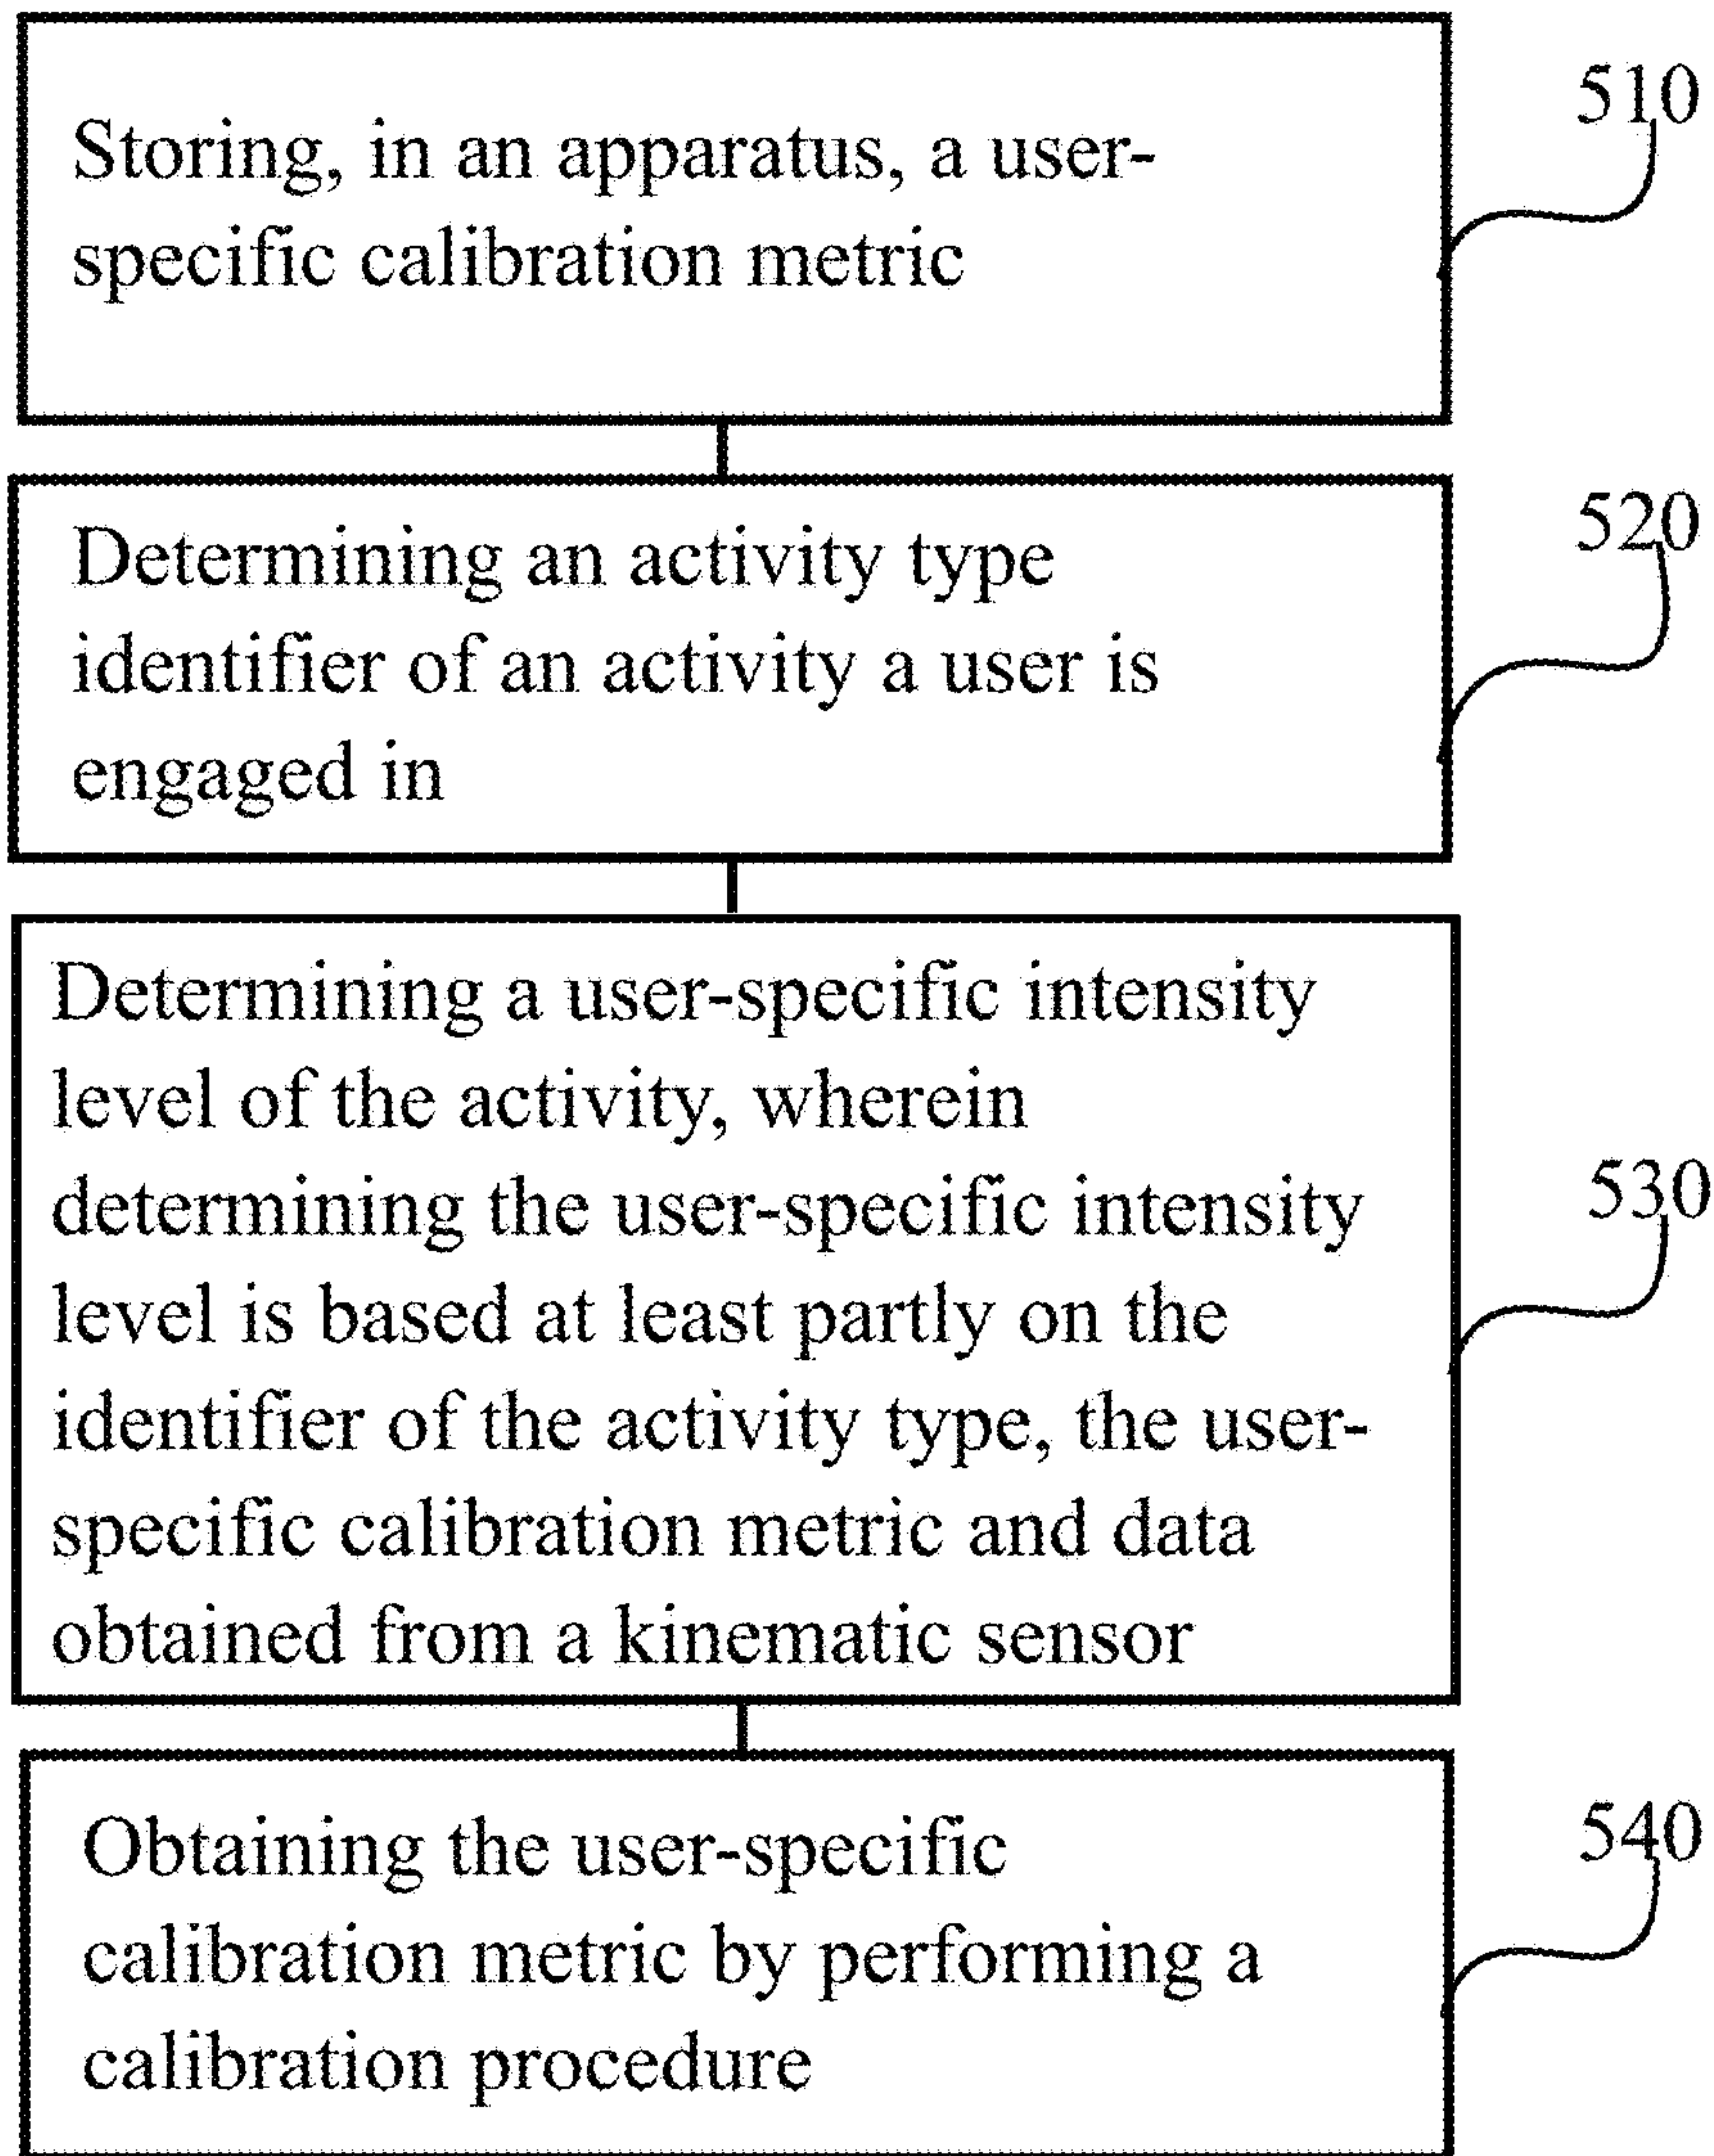 510
Storing, in an apparatus, a user-
specific calibration metric
520
Determining an activity type
identifier of an activity a user is
engaged in
Determining a user-specific intensity
level of the activity, wherein
determining the user-specific intensity
530
level is based at least partly on the
identifier of the activity type, the user-
specific calibration metric and data
obtained from a kinematic sensor
540
Obtaining the user-specific
calibration metric by performing a
calibration procedure